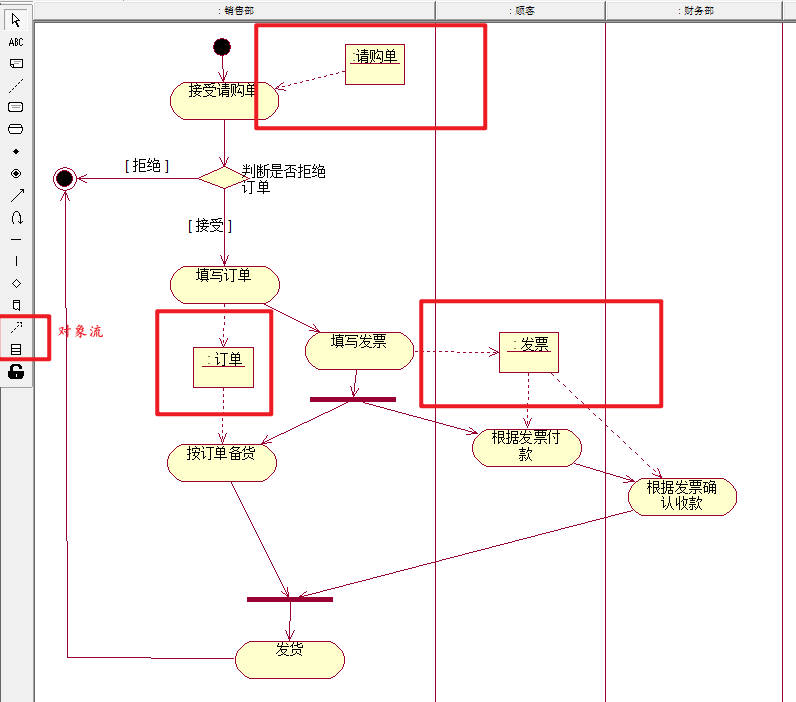 : 销售部
: 顾客
: 财务部
ABC
:请购单
接受请购单
[ 拒绝 ]
判断是否拒绝
订单
[ 接受 ]
填写订单
对象流
填写发票
: 发票
: 订单
按订单备货
根据发票付
款
根据发票确
认收款
发货